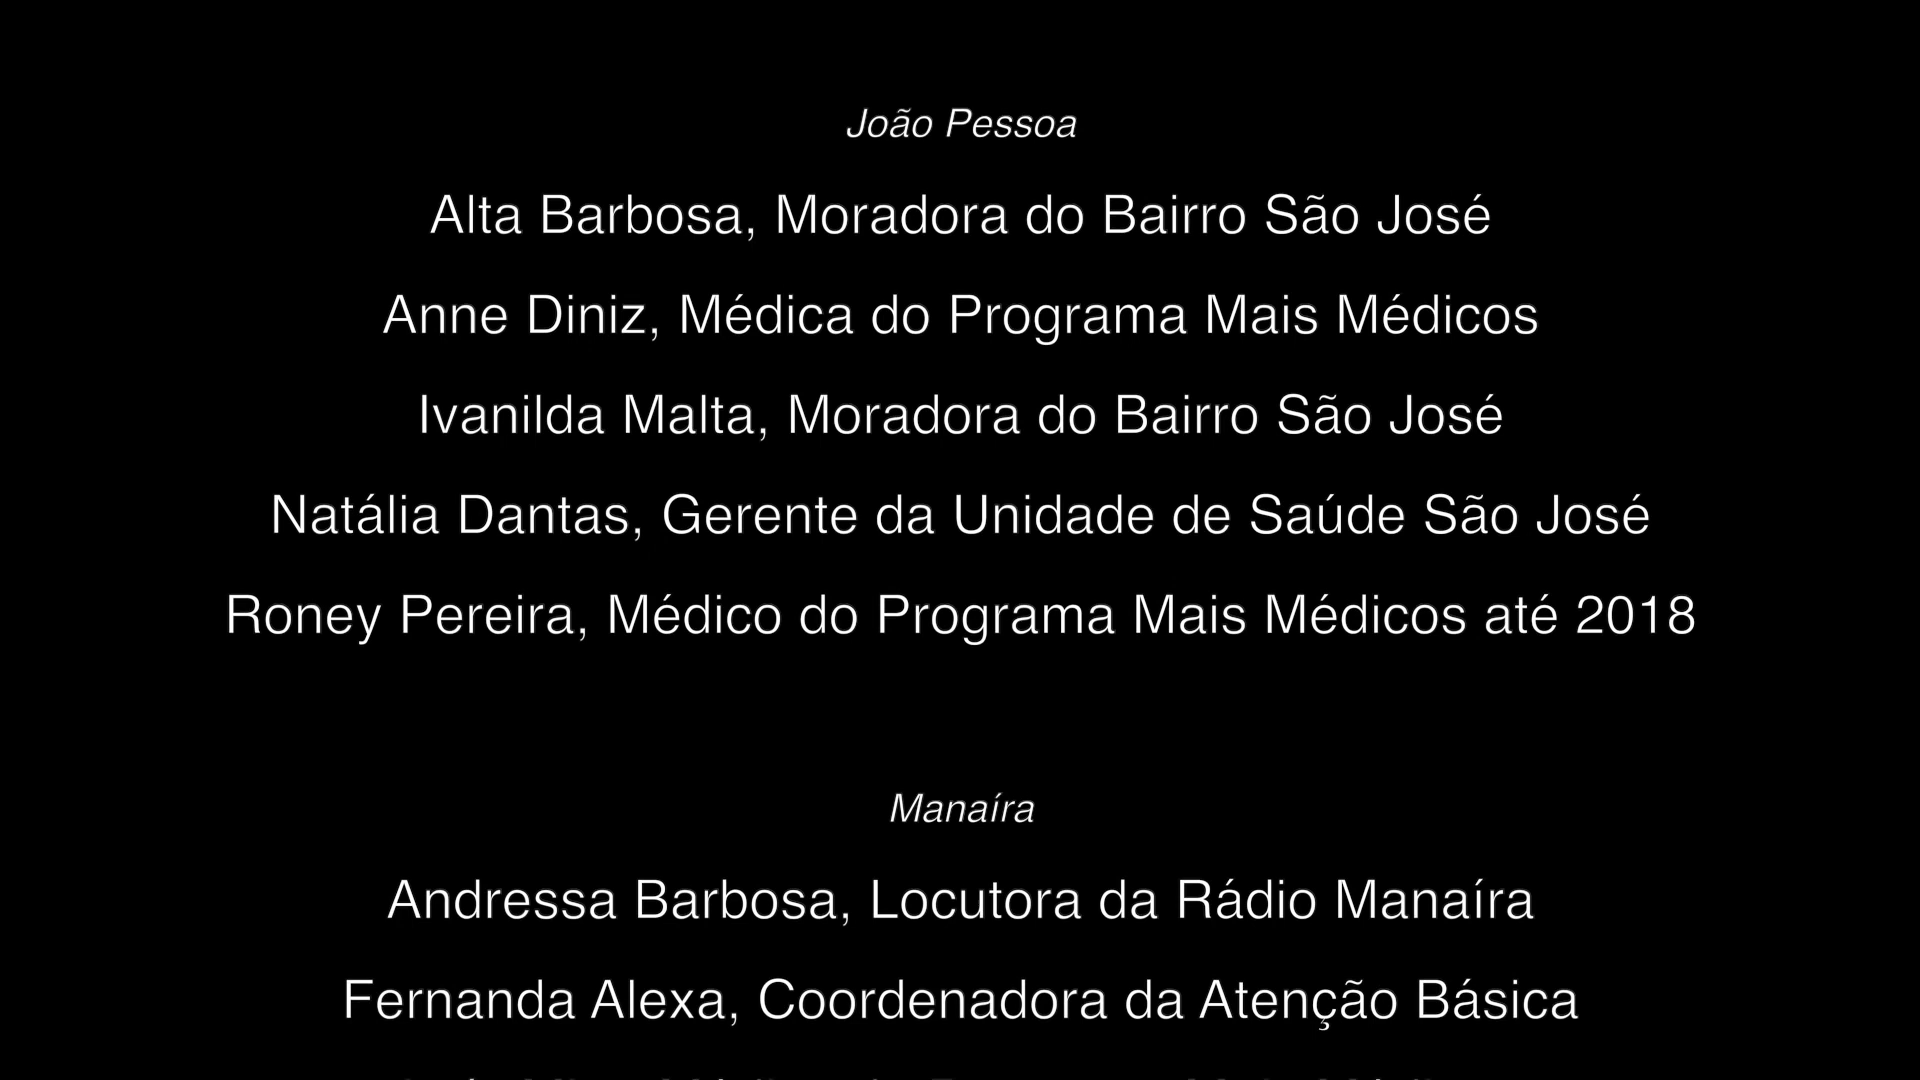 João Pessoa
Alta Barbosa, Moradora do Bairro São José
Anne Diniz, Médica do Programa Mais Médicos
Ivanilda Malta, Moradora do Bairro São José
Natália Dantas, Gerente da Unidade de Saúde São José
Roney Pereira, Médico do Programa Mais Médicos até 2018
Manaíra
Andressa Barbosa, Locutora da Rádio Manaíra
Fernanda Alexa, Coordenadora da Atenção Básica